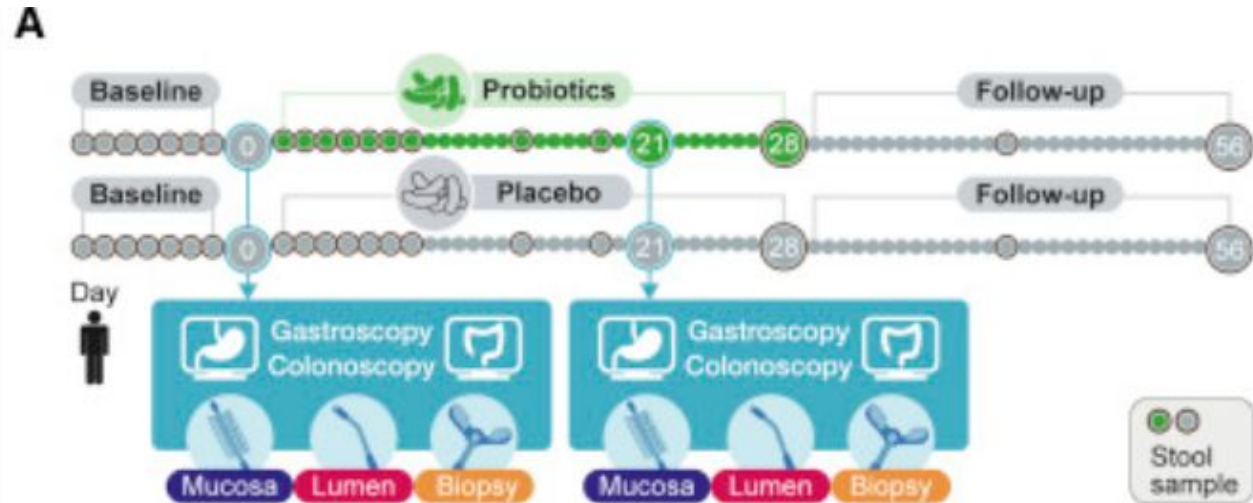 A
Baseline
Probiotics
Follow-up
0
21
28
56
Baseline
Placebo
Follow-up
0
21
28
56
Day
Gastroscopy
Colonoscopy
Gastroscopy
Colonoscopy
Mucosa
Lumen
Biopsy
Mucosa
Lumen
Biopsy
Stool
sample